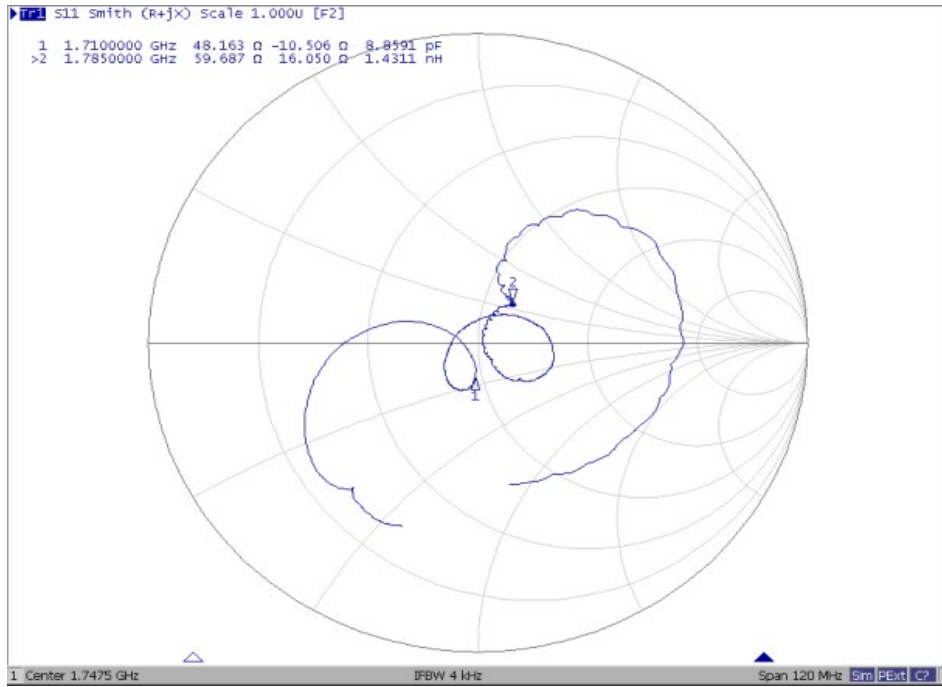 Tr1 S11 Smith (R+jX) Scale 1.000U [F2]
1 1.7100000 GHz 48.163 Ω -10.506 Ω 8.8591 pF
>2 1.7850000 GHz 59.687 Ω 16.050 Ω 1.4311 nH
2
1
1 Center 1.7475 GHz IFBW 4 kHz Span 120 MHz Sim PExt C?